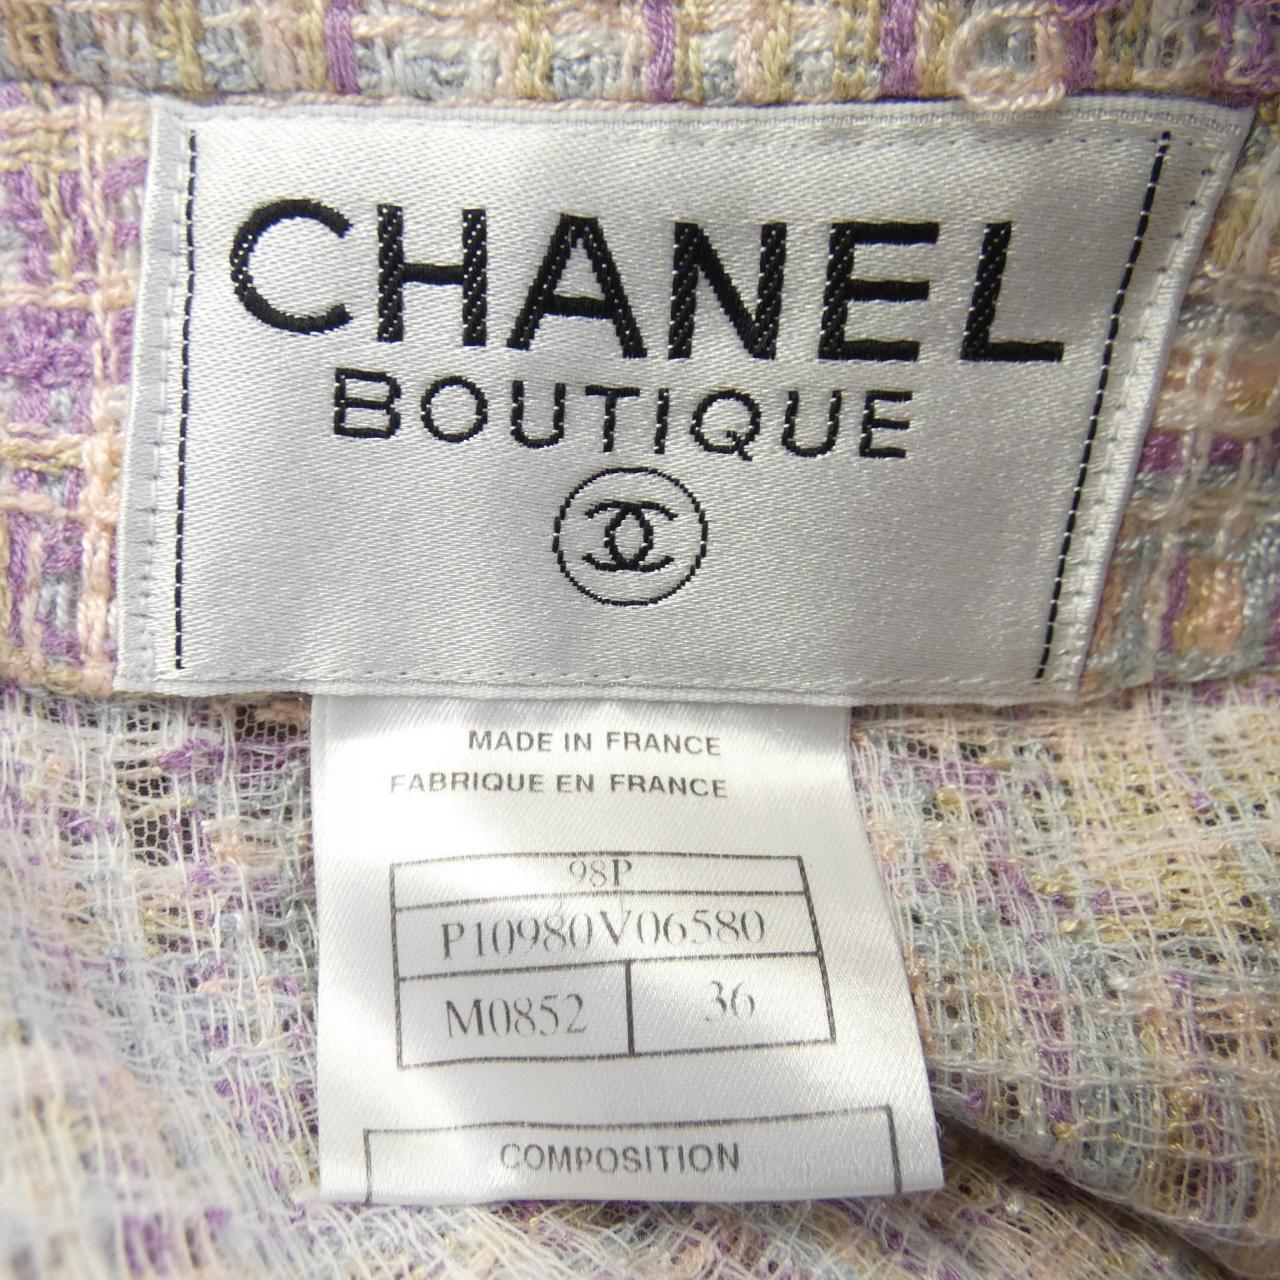 CHANEL
BOUTIQUE
MADE IN FRANCE
FABRIQUE EN FRANCE
98P
P10980V06580
M0852 36
COMPOSITION